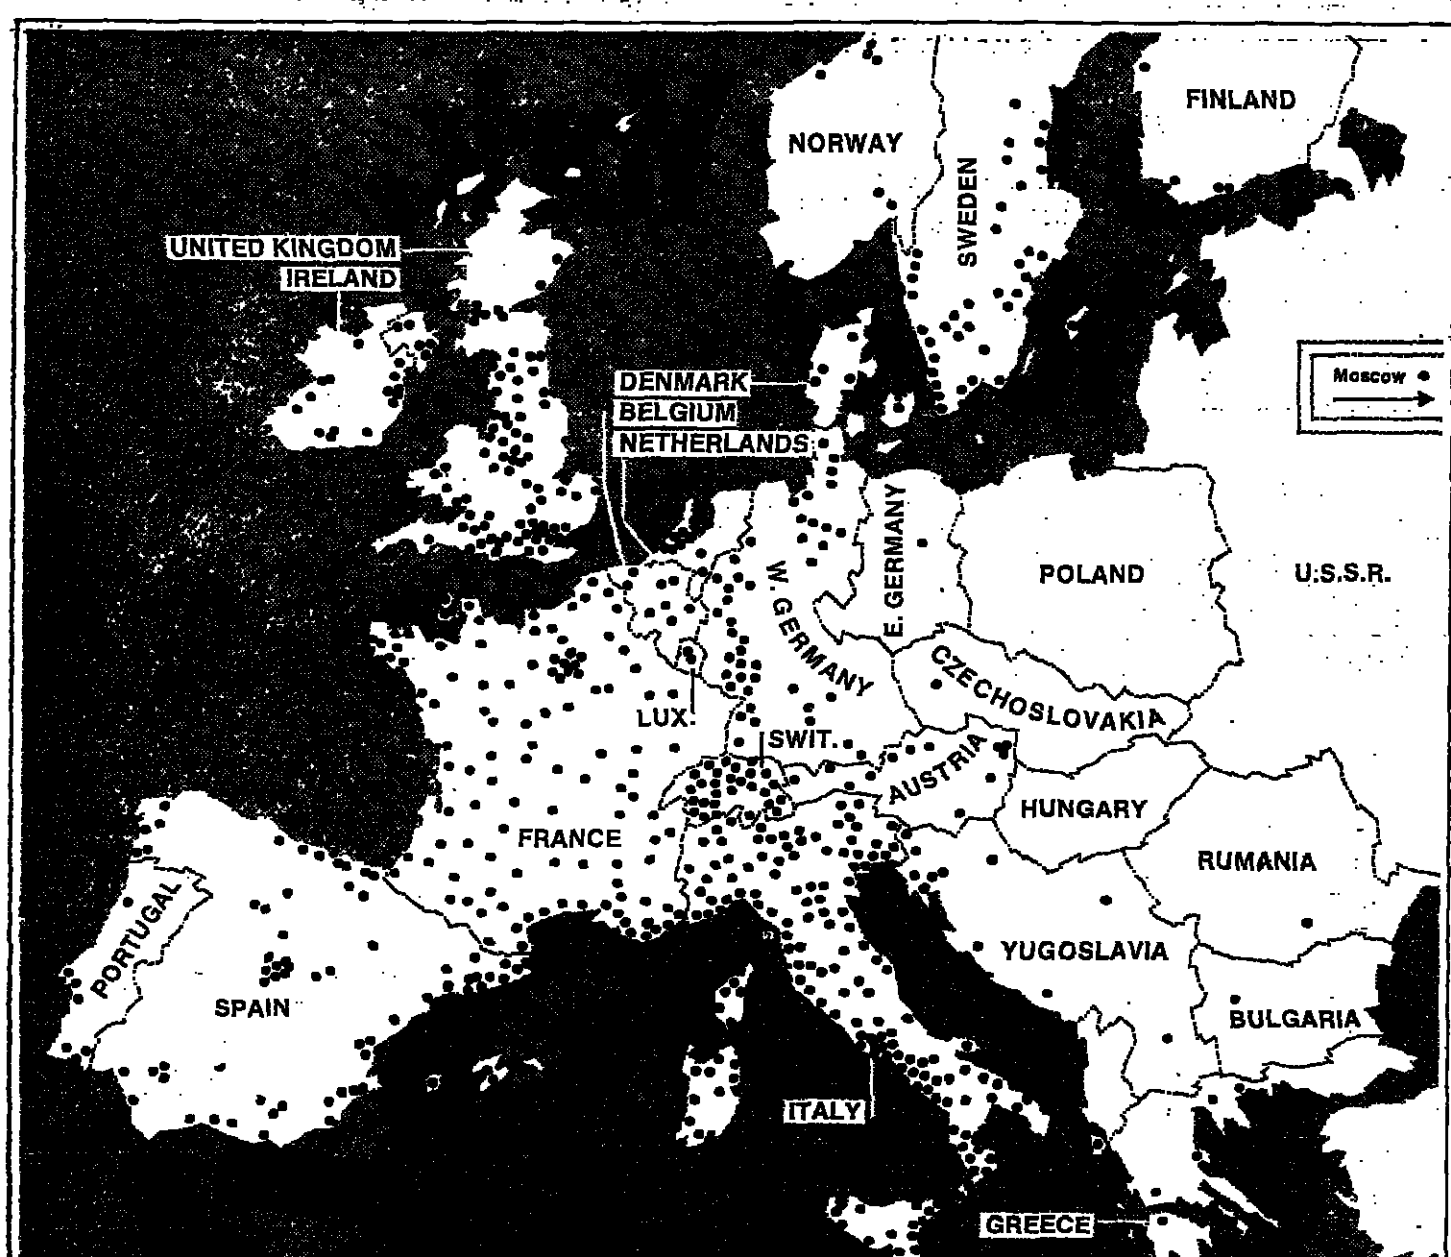 FINLAND
NORWAY
SWEDEN
UNITED KINGDOM
IRELAND
Moscow
DENMARK
BELGIUM
NETHERLANDS
W. GERMANY
E. GERMANY
POLAND
U.S.S.R.
CZECHOSLOVAKIA
LUX.
SWIT.
AUSTRIA
HUNGARY
FRANCE
RUMANIA
PORTUGAL
YUGOSLAVIA
SPAIN
BULGARIA
ITALY
GREECE